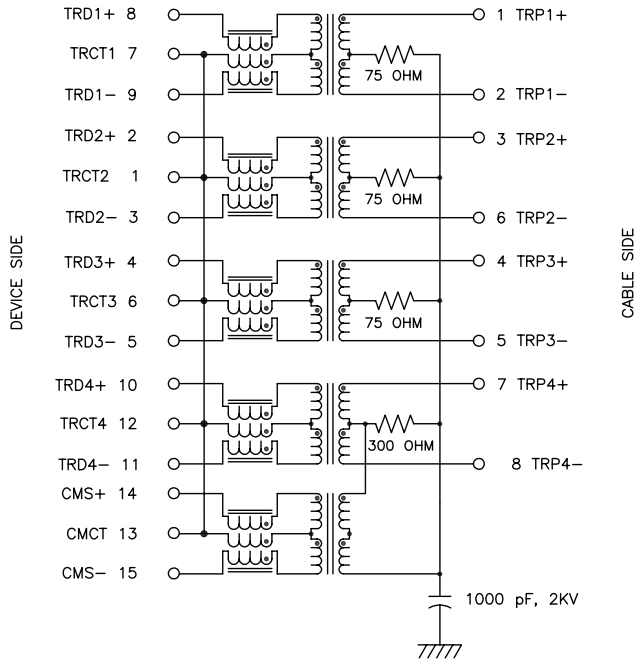 TRD1+ 8
1 TRP1+
TRCT1 7
75 OHM
TRD1- 9
2 TRP1-
TRD2+ 2
3 TRP2+
TRCT2 1
75 OHM
TRD2- 3
6 TRP2-
DEVICE SIDE
CABLE SIDE
TRD3+ 4
4 TRP3+
TRCT3 6
75 OHM
TRD3- 5
5 TRP3-
TRD4+ 10
7 TRP4+
TRCT4 12
300 OHM
TRD4- 11
8 TRP4-
CMS+ 14
CMCT 13
CMS- 15
1000 pF, 2KV